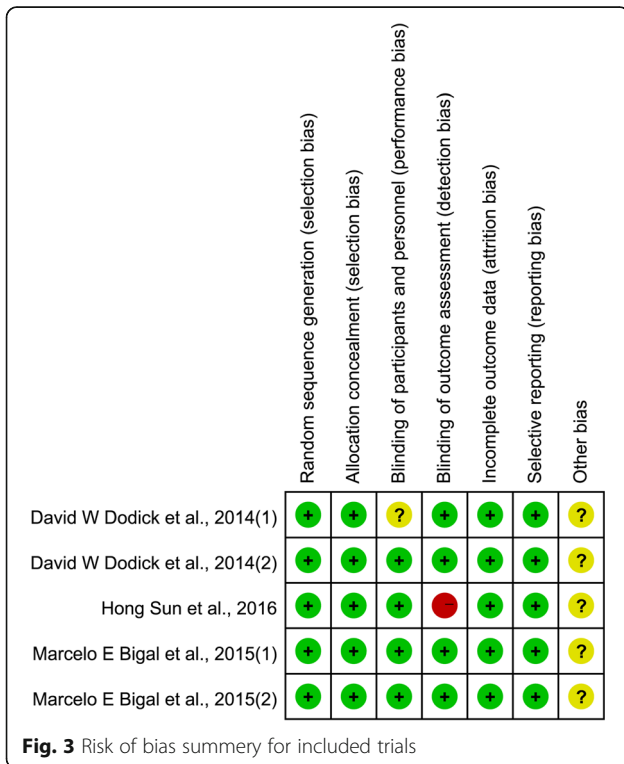 Random sequence generation (selection bias)
Allocation concealment (selection bias)
Blinding of participants and personnel (performance bias)
Blinding of outcome assessment (detection bias)
Incomplete outcome data (attrition bias)
Selective reporting (reporting bias)
Other bias
David W Dodick et al., 2014(1) + + ? + + + ?
David W Dodick et al., 2014(2) + + + + + + ?
Hong Sun et al., 2016 + + + – + + ?
Marcelo E Bigal et al., 2015(1) + + + + + + ?
Marcelo E Bigal et al., 2015(2) + + + + + + ?
Fig. 3 Risk of bias summery for included trials